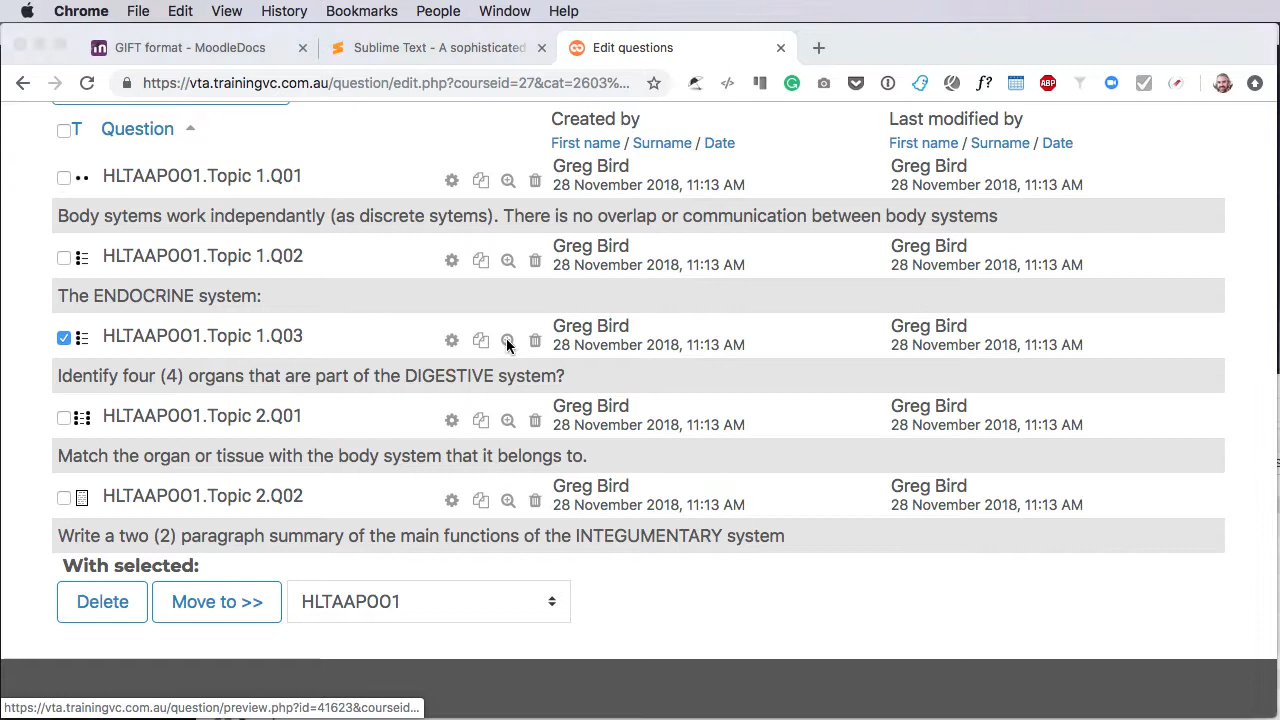 Chrome File Edit View History Bookmarks People Window Help
GIFT format - MoodleDocs Sublime Text - A sophisticated Edit questions
https://vta.trainingvc.com.au/question/edit.php?courseid=27&cat=2603%...
T Question Created by Last modified by
First name / Surname / Date First name / Surname / Date
HLTAAP001.Topic 1.Q01 Greg Bird Greg Bird
28 November 2018, 11:13 AM 28 November 2018, 11:13 AM
Body sytems work independantly (as discrete sytems). There is no overlap or communication between body systems
HLTAAP001.Topic 1.Q02 Greg Bird Greg Bird
28 November 2018, 11:13 AM 28 November 2018, 11:13 AM
The ENDOCRINE system:
HLTAAP001.Topic 1.Q03 Greg Bird Greg Bird
28 November 2018, 11:13 AM 28 November 2018, 11:13 AM
Identify four (4) organs that are part of the DIGESTIVE system?
HLTAAP001.Topic 2.Q01 Greg Bird Greg Bird
28 November 2018, 11:13 AM 28 November 2018, 11:13 AM
Match the organ or tissue with the body system that it belongs to.
HLTAAP001.Topic 2.Q02 Greg Bird Greg Bird
28 November 2018, 11:13 AM 28 November 2018, 11:13 AM
Write a two (2) paragraph summary of the main functions of the INTEGUMENTARY system
With selected:
Delete Move to >> HLTAAP001
https://vta.trainingvc.com.au/question/preview.php?id=41623&courseid...